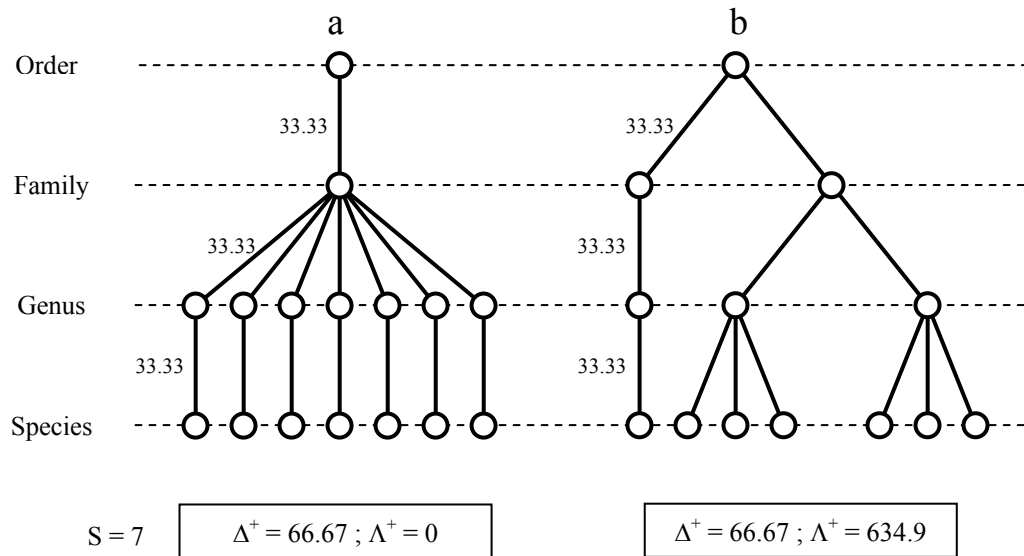 a b
Order
33.33 33.33
Family
33.33 33.33
Genus
33.33 33.33
Species
S = 7 Δ⁺ = 66.67 ; Λ⁺ = 0 Δ⁺ = 66.67 ; Λ⁺ = 634.9